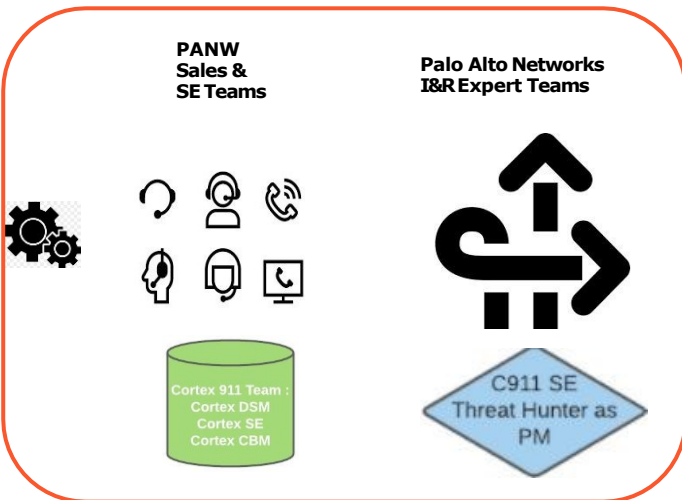 PANW
Sales &
SE Teams
Palo Alto Networks
I&R Expert Teams
Cortex 911 Team :
Cortex DSM
Cortex SE
Cortex CBM
C911 SE
Threat Hunter as
PM